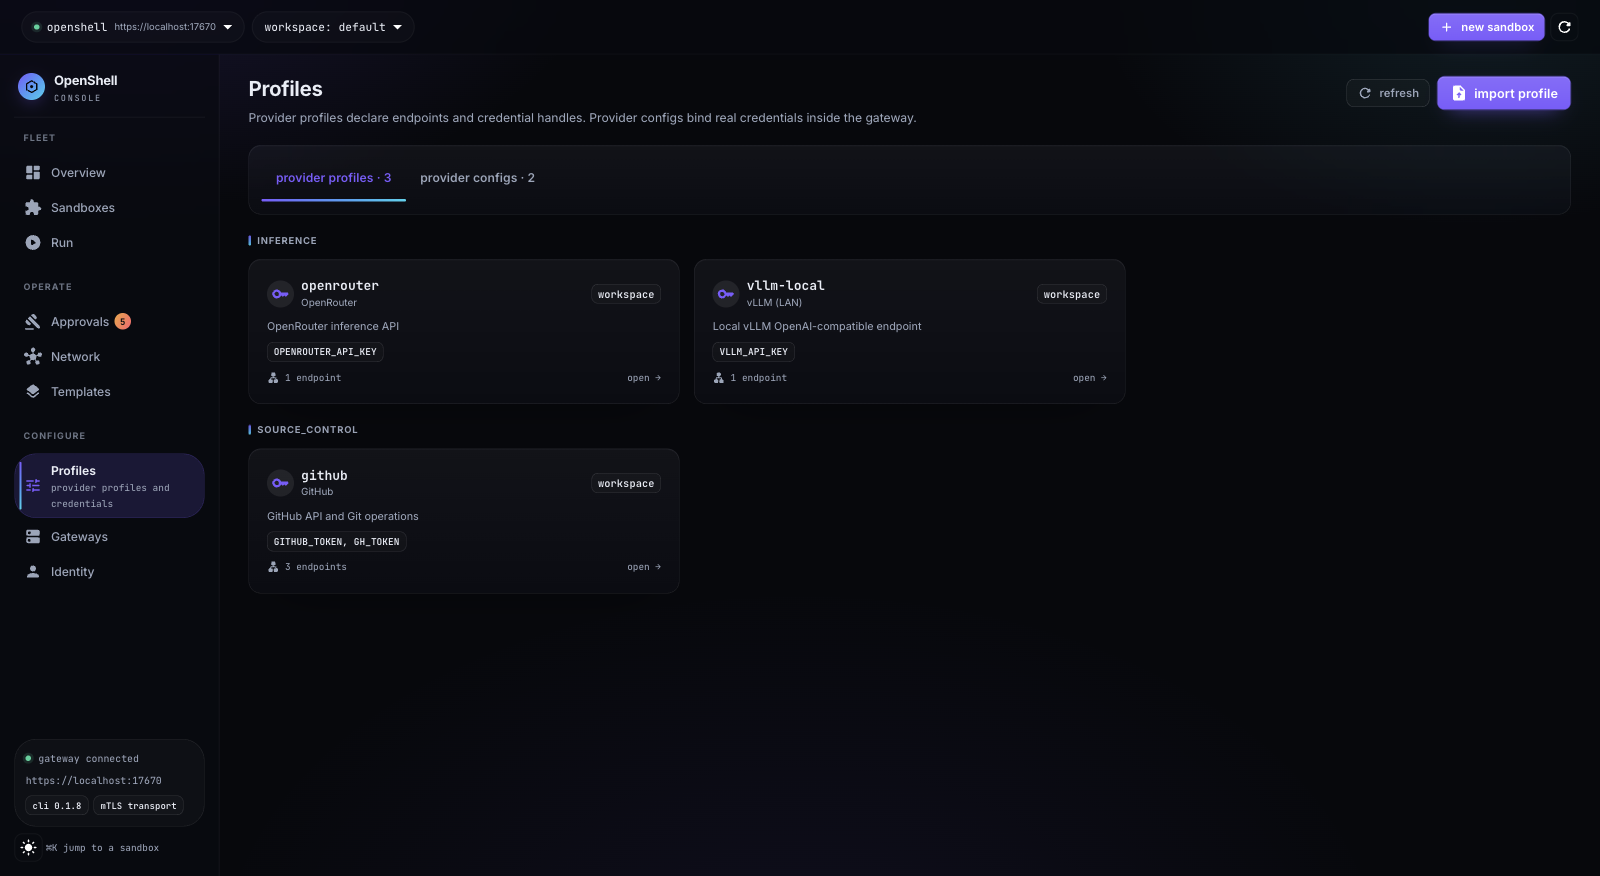 openshell https://localhost:17670
workspace: default
new sandbox
OpenShell
CONSOLE
FLEET
Overview
Sandboxes
Run
OPERATE
Approvals 5
Network
Templates
CONFIGURE
Profiles
provider profiles and
credentials
Gateways
Identity
gateway connected
https://localhost:17670
cli 0.1.8 mTLS transport
⌘K jump to a sandbox
Profiles
Provider profiles declare endpoints and credential handles. Provider configs bind real credentials inside the gateway.
refresh
import profile
provider profiles · 3
provider configs · 2
INFERENCE
openrouter
OpenRouter
workspace
OpenRouter inference API
OPENROUTER_API_KEY
1 endpoint
open →
vllm-local
vLLM (LAN)
workspace
Local vLLM OpenAI-compatible endpoint
VLLM_API_KEY
1 endpoint
open →
SOURCE_CONTROL
github
GitHub
workspace
GitHub API and Git operations
GITHUB_TOKEN, GH_TOKEN
3 endpoints
open →